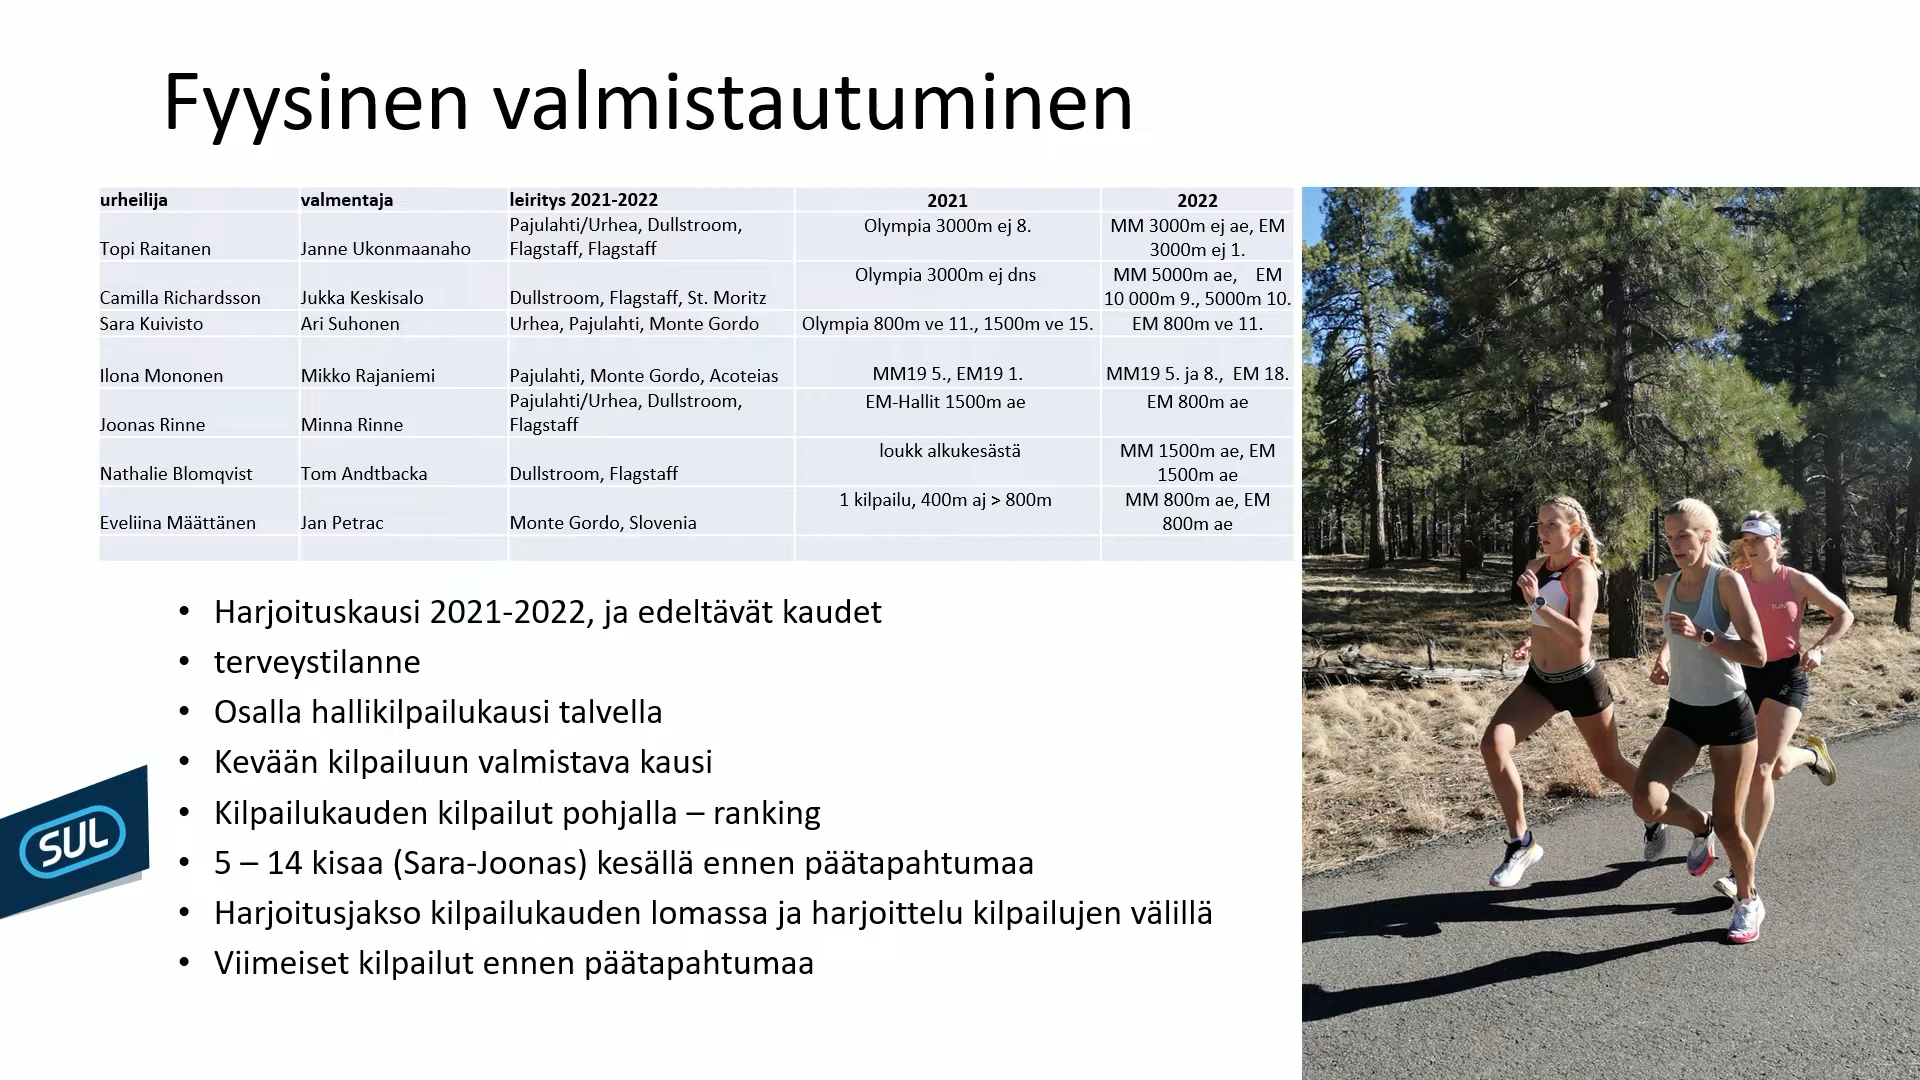 Fyysinen valmistautuminen
urheilija valmentaja leiritys 2021-2022 2021 2022
Topi Raitanen Janne Ukonmaanaho Pajulahti/Urhea, Dullstroom, Flagstaff, Flagstaff Olympia 3000m ej 8. MM 3000m ej ae, EM 3000m ej 1.
Camilla Richardsson Jukka Keskisalo Dullstroom, Flagstaff, St. Moritz Olympia 3000m ej dns MM 5000m ae, EM 10 000m 9., 5000m 10.
Sara Kuivisto Ari Suhonen Urhea, Pajulahti, Monte Gordo Olympia 800m ve 11., 1500m ve 15. EM 800m ve 11.
Ilona Mononen Mikko Rajaniemi Pajulahti, Monte Gordo, Acoteias MM19 5., EM19 1. MM19 5. ja 8., EM 18.
Joonas Rinne Minna Rinne Pajulahti/Urhea, Dullstroom, Flagstaff EM-Hallit 1500m ae EM 800m ae
Nathalie Blomqvist Tom Andtbacka Dullstroom, Flagstaff loukk alkukesästä MM 1500m ae, EM 1500m ae
Eveliina Määttänen Jan Petrac Monte Gordo, Slovenia 1 kilpailu, 400m aj > 800m MM 800m ae, EM 800m ae
• Harjoituskausi 2021-2022, ja edeltävät kaudet
• terveystilanne
• Osalla hallikilpailukausi talvella
• Kevään kilpailuun valmistava kausi
• Kilpailukauden kilpailut pohjalla – ranking
• 5 – 14 kisaa (Sara-Joonas) kesällä ennen päätapahtumaa
• Harjoitusjakso kilpailukauden lomassa ja harjoittelu kilpailujen välillä
• Viimeiset kilpailut ennen päätapahtumaa
SUL